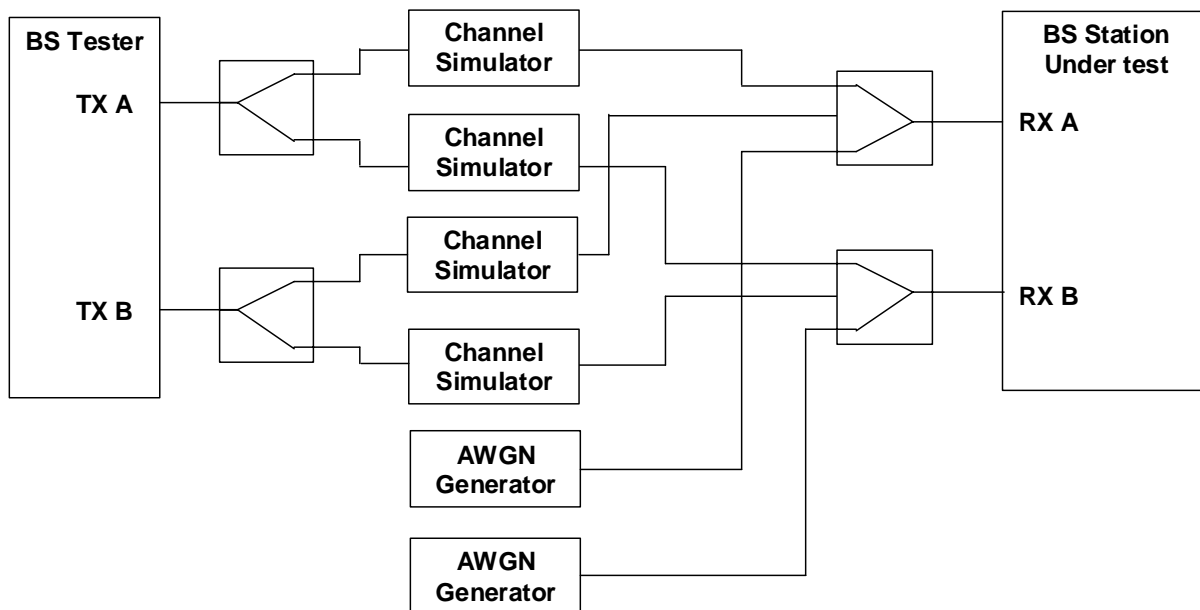 BS Tester
TX A
TX B
Channel
Simulator
Channel
Simulator
Channel
Simulator
Channel
Simulator
AWGN
Generator
AWGN
Generator
BS Station
Under test
RX A
RX B